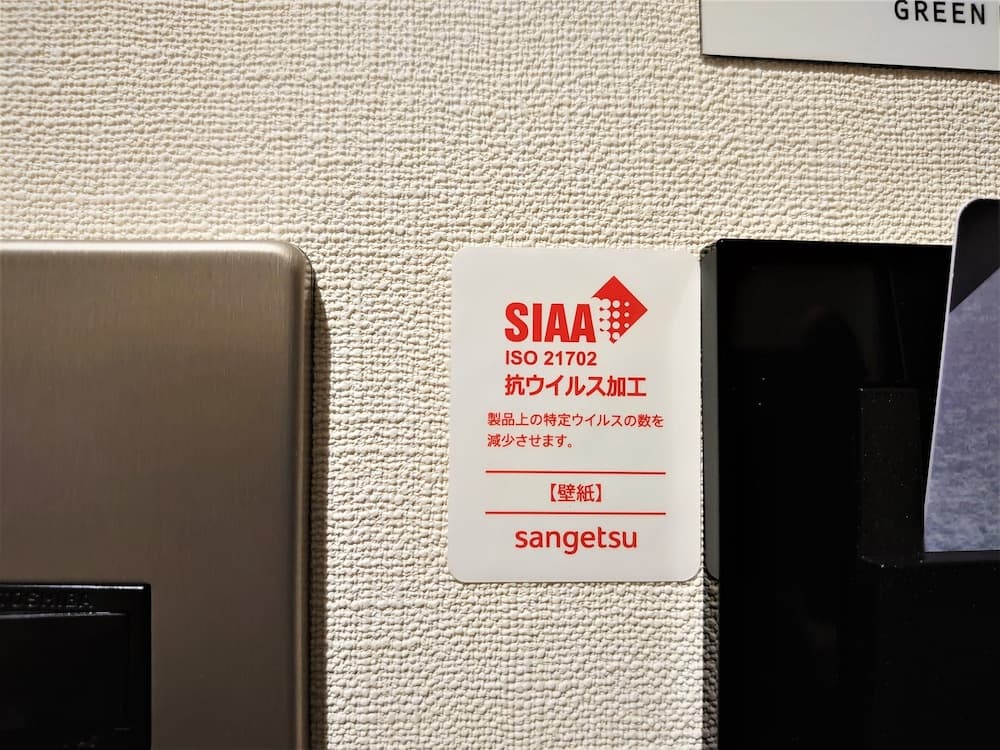 GREEN
SIAA
ISO 21702
抗ウイルス加工
製品上の特定ウイルスの数を
減少させます。
【壁紙】
sangetsu
TOSHIBA